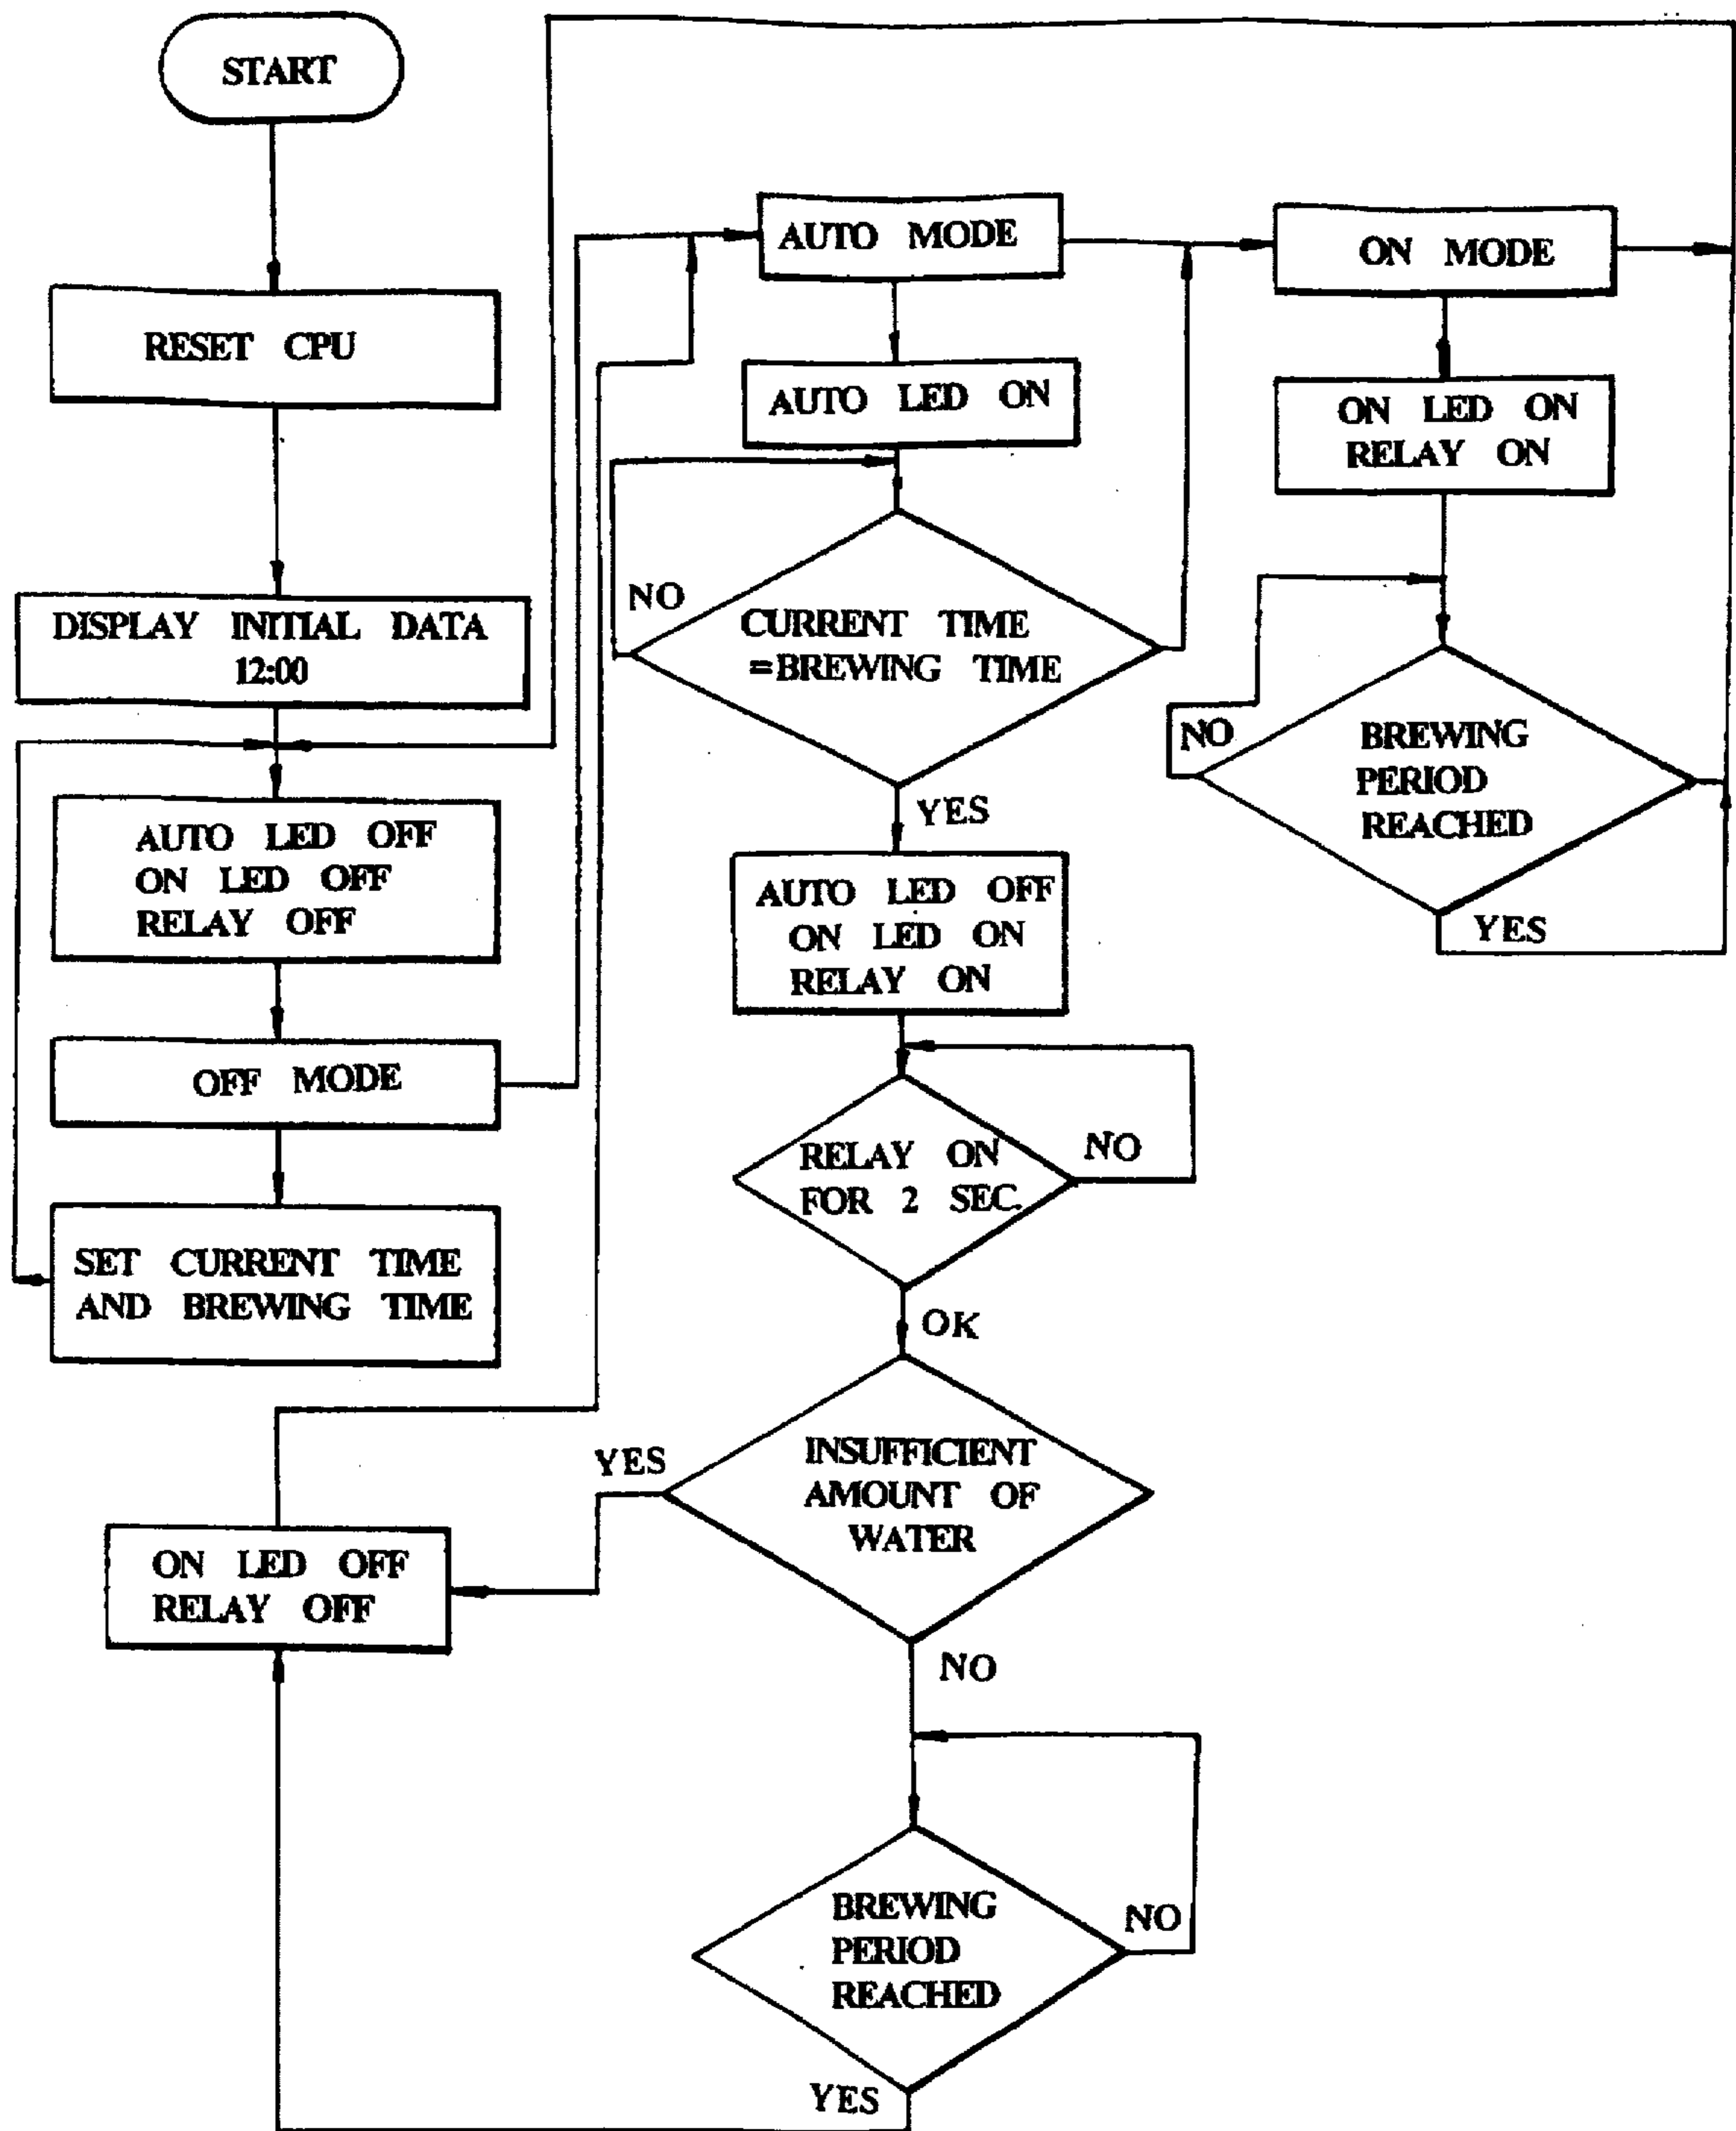 START
RESET CPU
DISPLAY INITIAL DATA
12:00
AUTO LED OFF
ON LED OFF
RELAY OFF
OFF MODE
SET CURRENT TIME
AND BREWING TIME
ON LED OFF
RELAY OFF
AUTO MODE
AUTO LED ON
NO
CURRENT TIME
=BREWING TIME
YES
AUTO LED OFF
ON LED ON
RELAY ON
RELAY ON
FOR 2 SEC.
NO
OK
YES
INSUFFICIENT
AMOUNT OF
WATER
NO
BREWING
PERIOD
REACHED
NO
YES
ON MODE
ON LED ON
RELAY ON
NO
BREWING
PERIOD
REACHED
YES